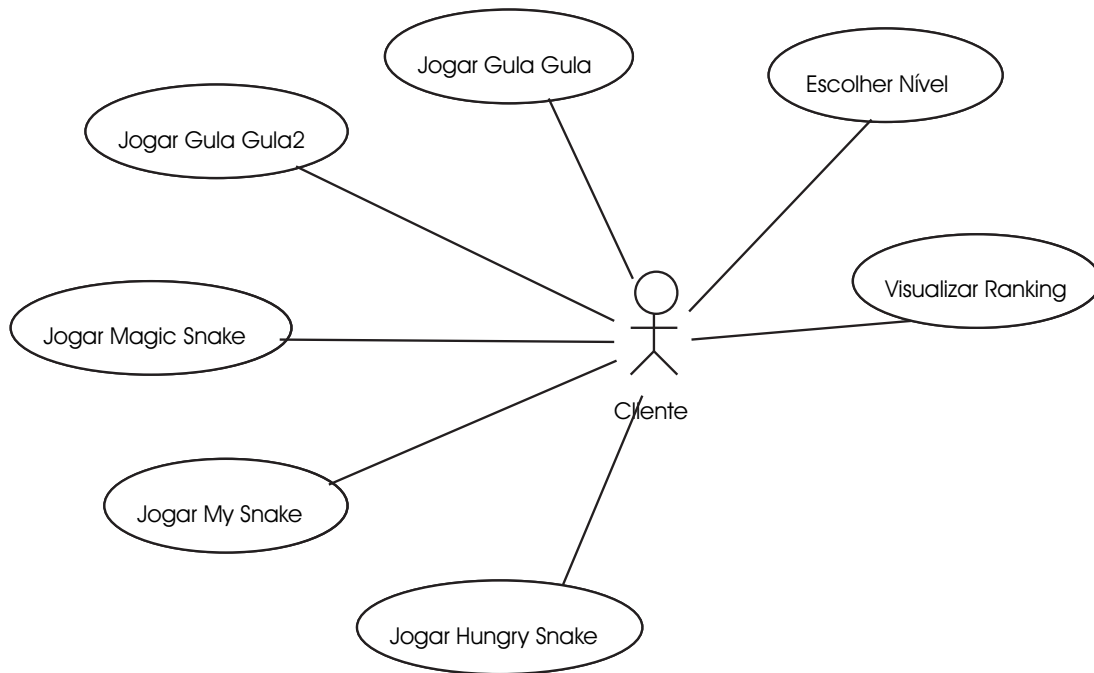 Jogar Gula Gula
Escolher Nível
Jogar Gula Gula2
Visualizar Ranking
Jogar Magic Snake
Cliente
Jogar My Snake
Jogar Hungry Snake